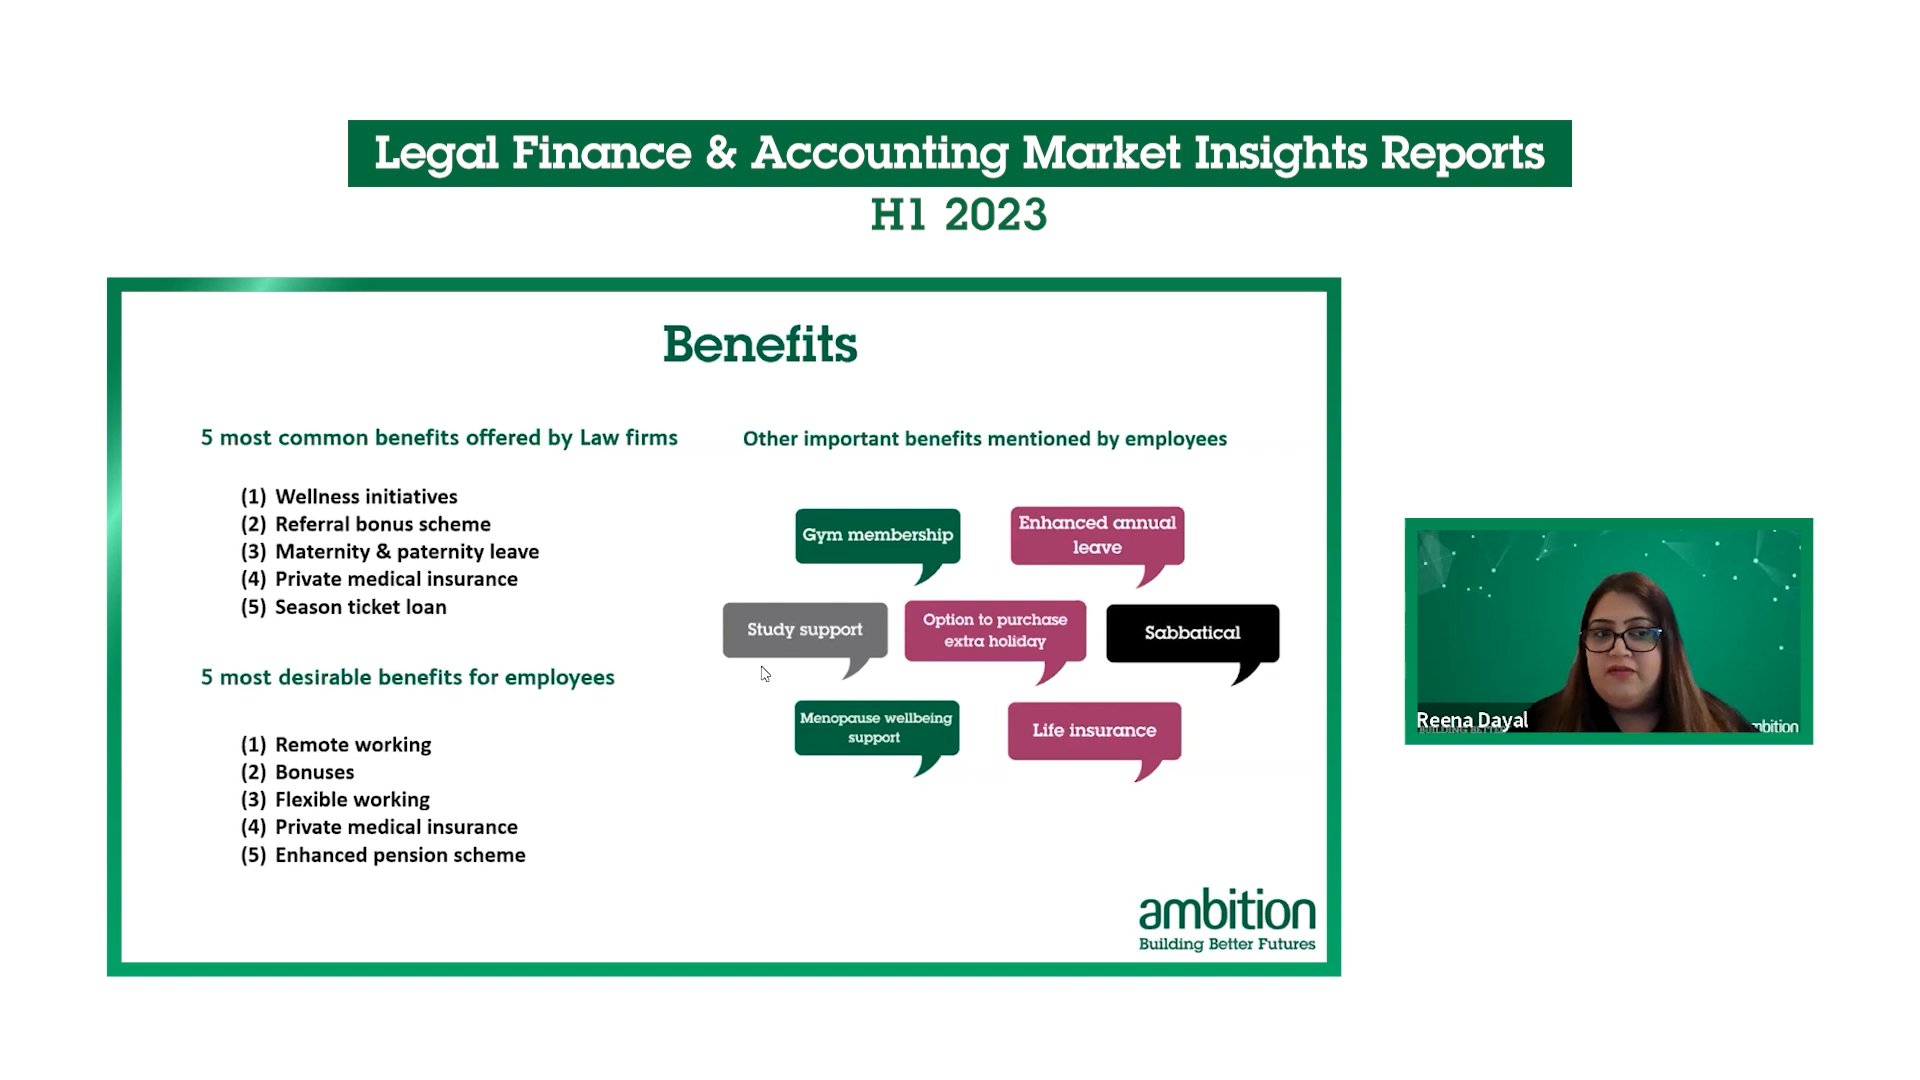 Legal Finance & Accounting Market Insights Reports
H1 2023
Benefits
5 most common benefits offered by Law firms
(1) Wellness initiatives
(2) Referral bonus scheme
(3) Maternity & paternity leave
(4) Private medical insurance
(5) Season ticket loan
5 most desirable benefits for employees
(1) Remote working
(2) Bonuses
(3) Flexible working
(4) Private medical insurance
(5) Enhanced pension scheme
Other important benefits mentioned by employees
Gym membership
Enhanced annual
leave
Study support
Option to purchase
extra holiday
Sabbatical
Menopause wellbeing
support
Life insurance
ambition
Building Better Futures
Reena Dayal
BUILDING BETTER
mbition